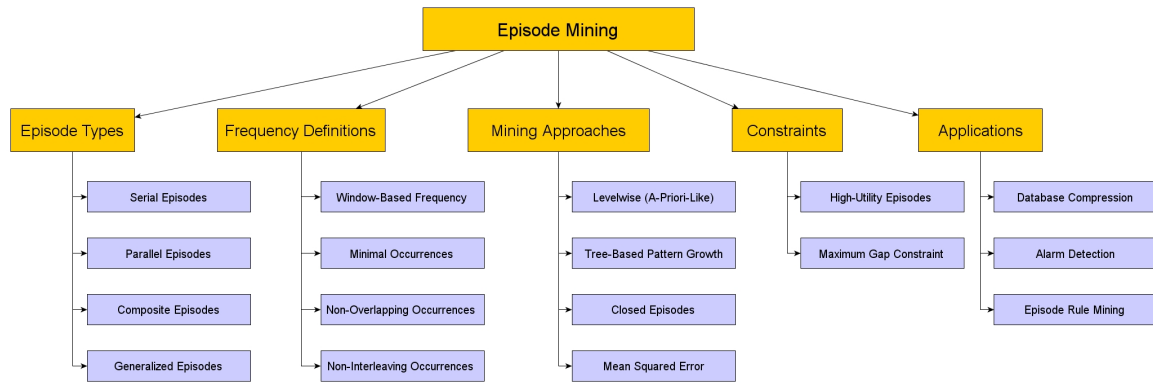 Episode Mining
Episode Types
Frequency Definitions
Mining Approaches
Constraints
Applications
Serial Episodes
Window-Based Frequency
Levelwise (A-Priori-Like)
High-Utility Episodes
Database Compression
Parallel Episodes
Minimal Occurrences
Tree-Based Pattern Growth
Maximum Gap Constraint
Alarm Detection
Composite Episodes
Non-Overlapping Occurrences
Closed Episodes
Episode Rule Mining
Generalized Episodes
Non-Interleaving Occurrences
Mean Squared Error